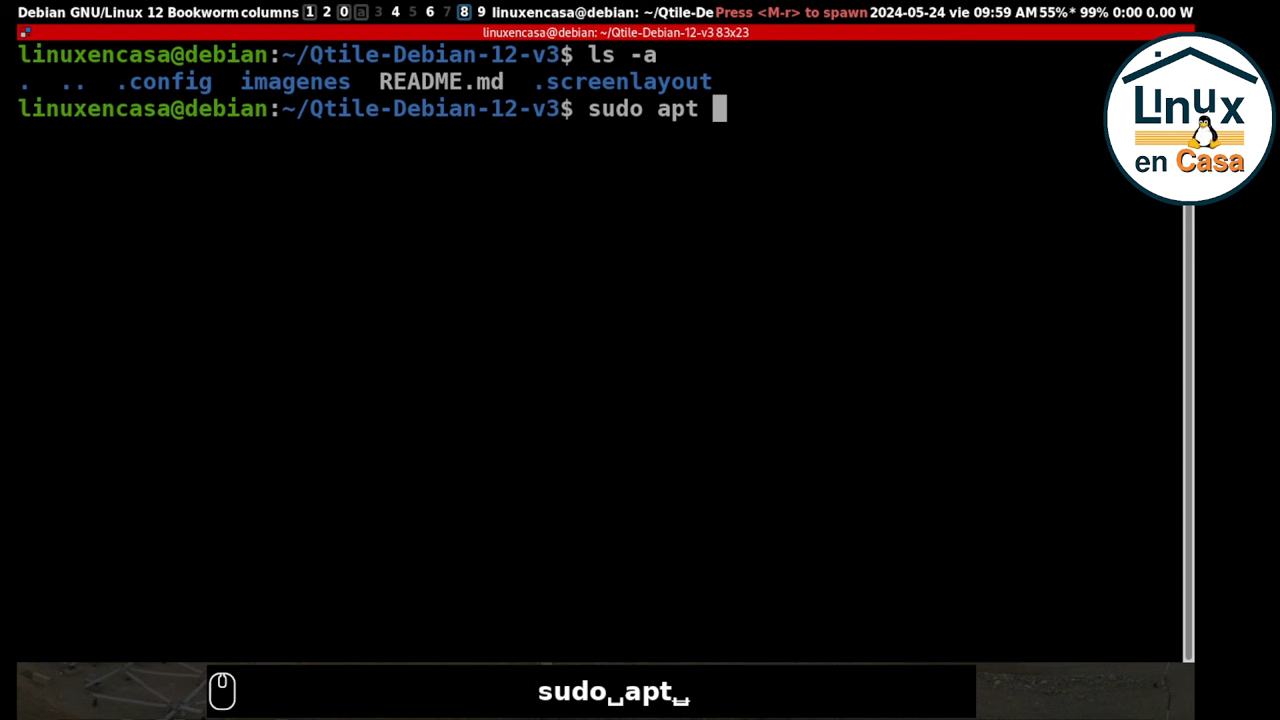 Debian GNU/Linux 12 Bookworm columns 1 2 0 a 3 4 5 6 7 8 9 linuxencasa@debian: ~/Qtile-De Press <M-r> to spawn 2024-05-24 vie 09:59 AM 55%* 99% 0:00 0.00 W
linuxencasa@debian: ~/Qtile-Debian-12-v3 83x23
linuxencasa@debian:~/Qtile-Debian-12-v3$ ls -a
. .. .config imagenes README.md .screenlayout
linuxencasa@debian:~/Qtile-Debian-12-v3$ sudo apt
Linux
en Casa
sudo␣apt␣